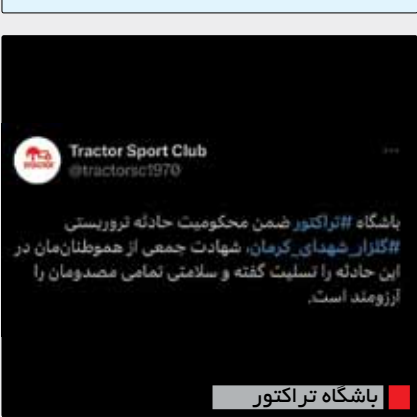 Tractor Sport Club
@tractorsc1970
باشگاه #تراکتور ضمن محکومیت حادثه تروریستی
#گلزار_شهدای_کرمان، شهادت جمعی از هموطنان‌مان در
این حادثه را تسلیت گفته و سلامتی تمامی مصدومان را
آرزومند است.
باشگاه تراکتور